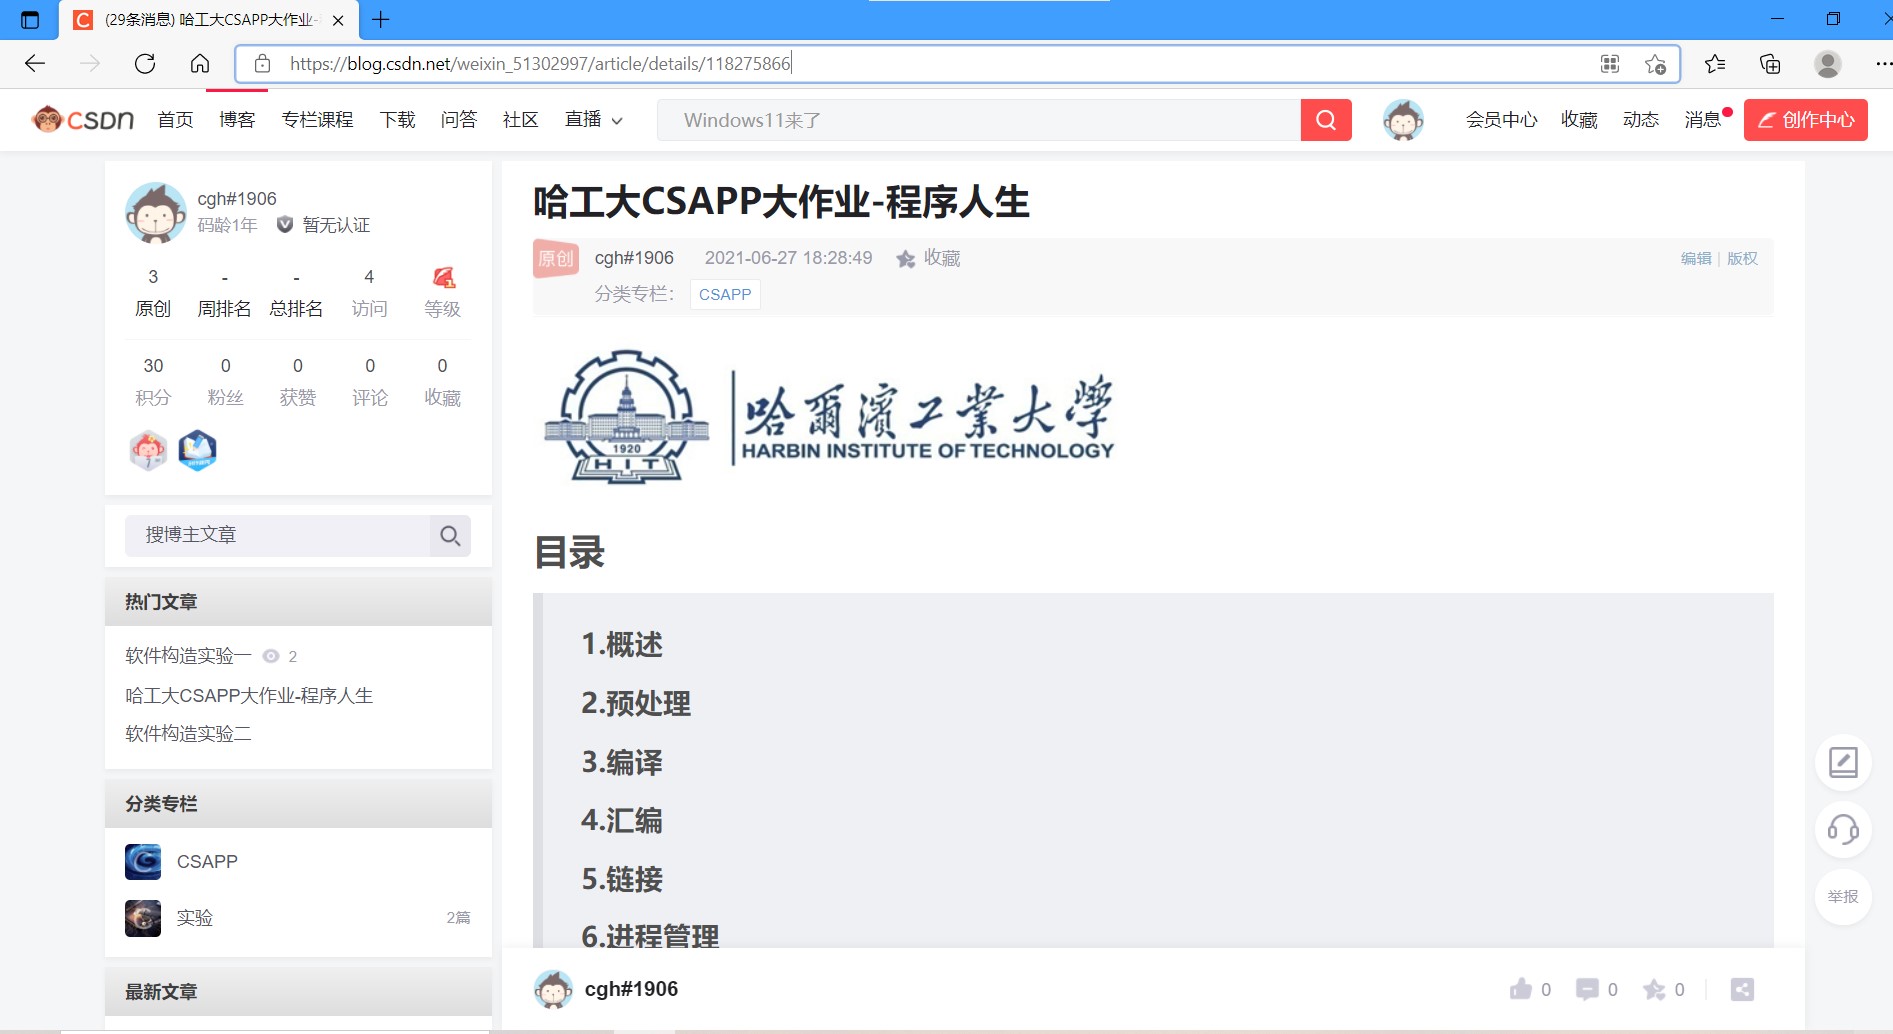 (29条消息) 哈工大CSAPP大作业-
https://blog.csdn.net/weixin_51302997/article/details/118275866
CSDN 首页 博客 专栏课程 下载 问答 社区 直播 Windows11来了 会员中心 收藏 动态 消息 创作中心
cgh#1906
码龄1年 暂无认证
3 - - 4 1
原创 周排名 总排名 访问 等级
30 0 0 0 0
积分 粉丝 获赞 评论 收藏
搜博主文章
热门文章
软件构造实验一 2
哈工大CSAPP大作业-程序人生
软件构造实验二
分类专栏
CSAPP
实验 2篇
最新文章
哈工大CSAPP大作业-程序人生
原创 cgh#1906 2021-06-27 18:28:49 收藏 编辑 | 版权
分类专栏： CSAPP
1920
HIT
哈爾濱工業大學
HARBIN INSTITUTE OF TECHNOLOGY
目录
1.概述
2.预处理
3.编译
4.汇编
5.链接
6.进程管理
cgh#1906 0 0 0
举报